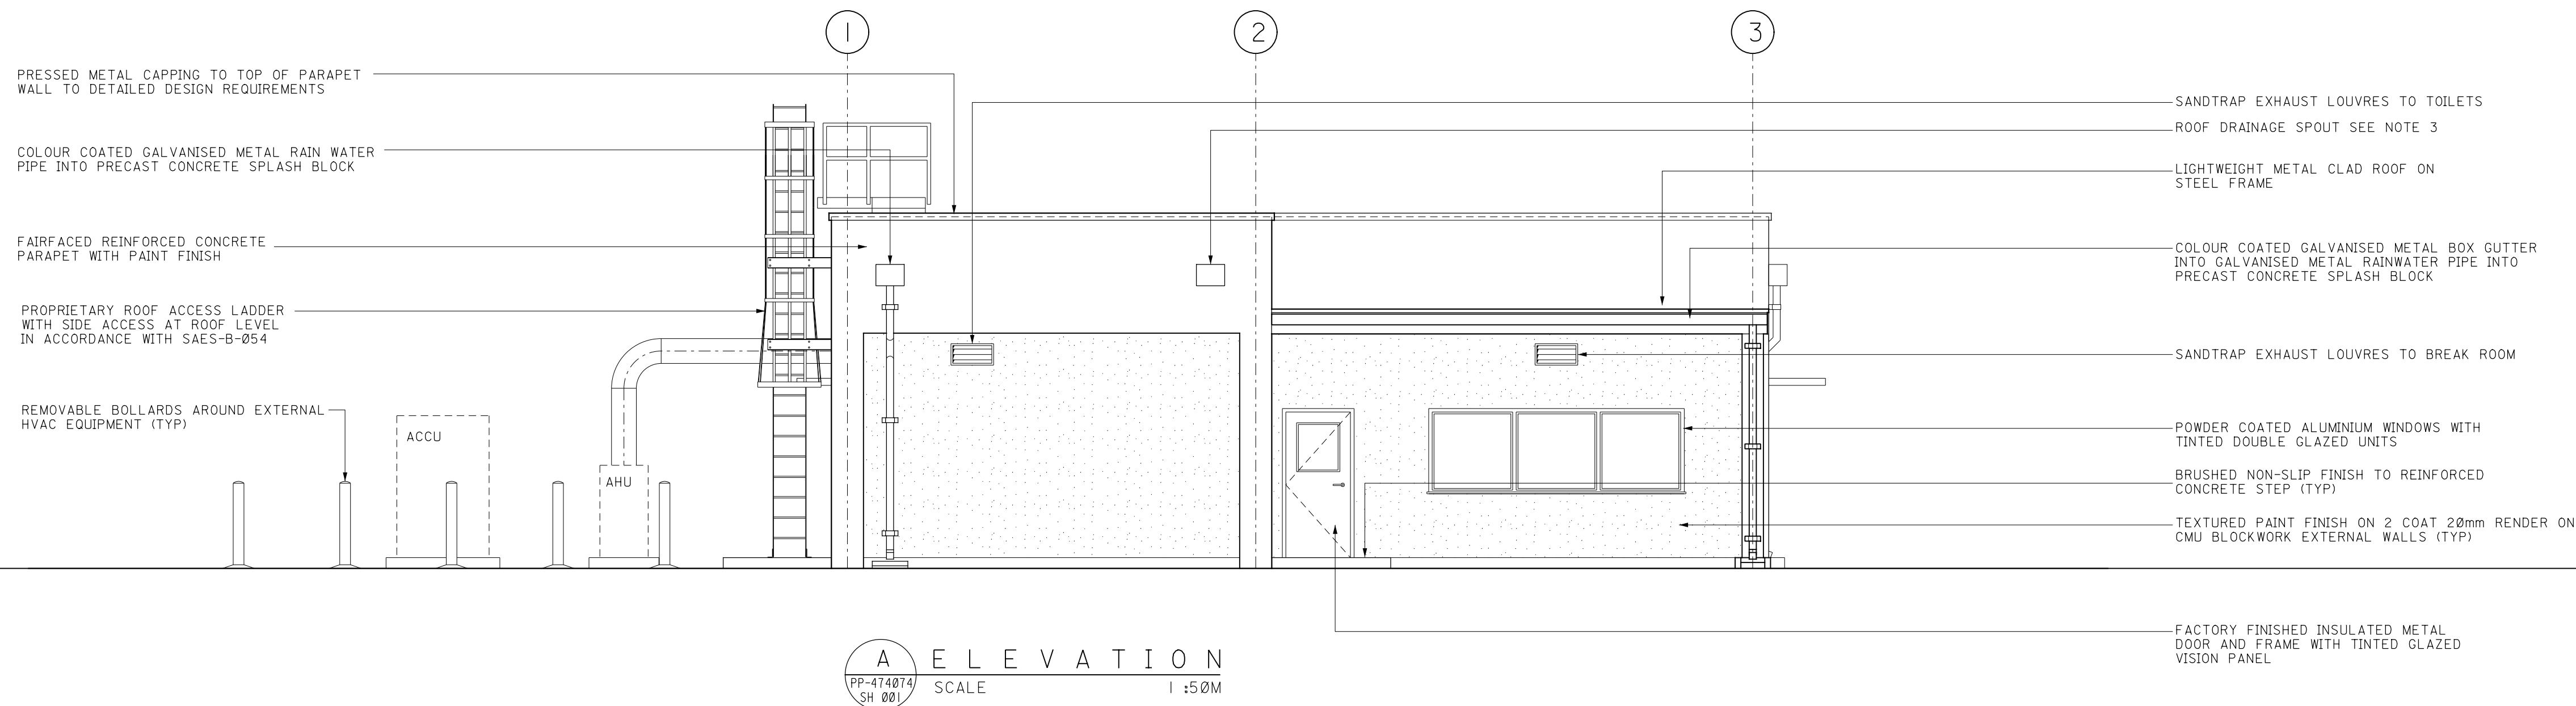 1
2
3
PRESSED METAL CAPPING TO TOP OF PARAPET
WALL TO DETAILED DESIGN REQUIREMENTS
COLOUR COATED GALVANISED METAL RAIN WATER
PIPE INTO PRECAST CONCRETE SPLASH BLOCK
FAIRFACED REINFORCED CONCRETE
PARAPET WITH PAINT FINISH
PROPRIETARY ROOF ACCESS LADDER
WITH SIDE ACCESS AT ROOF LEVEL
IN ACCORDANCE WITH SAES-B-Ø54
REMOVABLE BOLLARDS AROUND EXTERNAL
HVAC EQUIPMENT (TYP)
ACCU
AHU
SANDTRAP EXHAUST LOUVRES TO TOILETS
ROOF DRAINAGE SPOUT SEE NOTE 3
LIGHTWEIGHT METAL CLAD ROOF ON
STEEL FRAME
COLOUR COATED GALVANISED METAL BOX GUTTER
INTO GALVANISED METAL RAINWATER PIPE INTO
PRECAST CONCRETE SPLASH BLOCK
SANDTRAP EXHAUST LOUVRES TO BREAK ROOM
POWDER COATED ALUMINIUM WINDOWS WITH
TINTED DOUBLE GLAZED UNITS
BRUSHED NON-SLIP FINISH TO REINFORCED
CONCRETE STEP (TYP)
TEXTURED PAINT FINISH ON 2 COAT 2Ømm RENDER ON
CMU BLOCKWORK EXTERNAL WALLS (TYP)
FACTORY FINISHED INSULATED METAL
DOOR AND FRAME WITH TINTED GLAZED
VISION PANEL
A
PP-474Ø74
SH ØØ1
ELEVATION
SCALE 1:5ØM